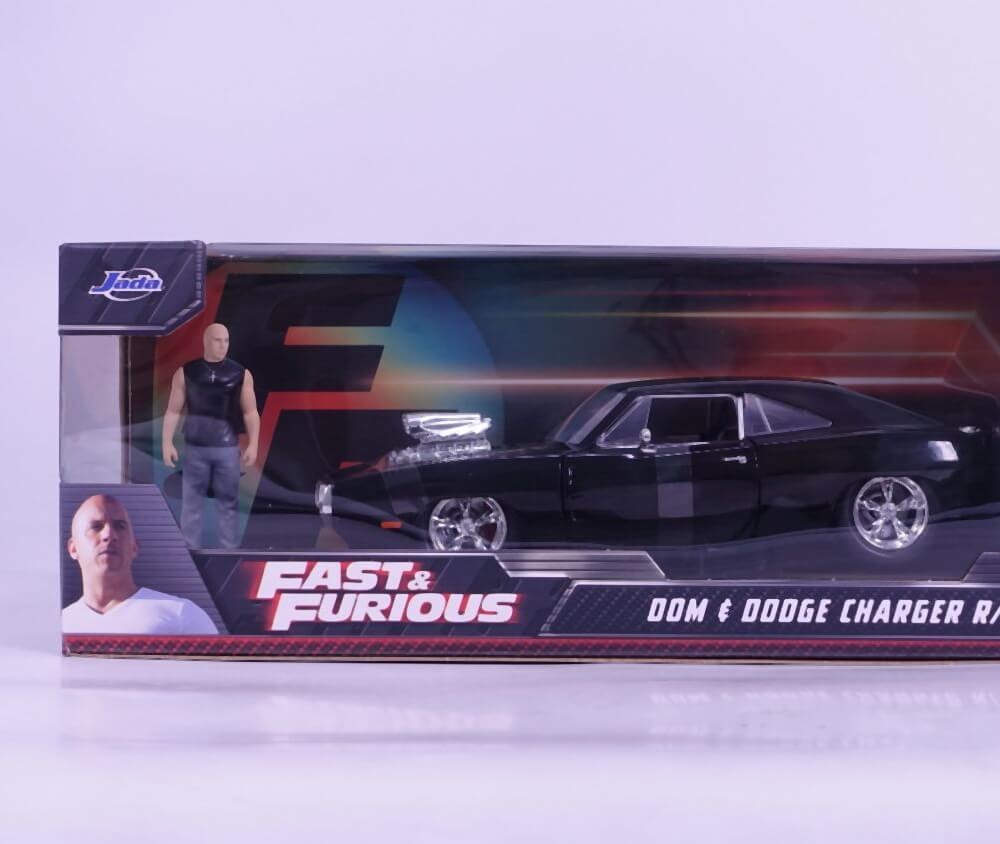 Jada
FAST &
FURIOUS
DOM & DODGE CHARGER R/